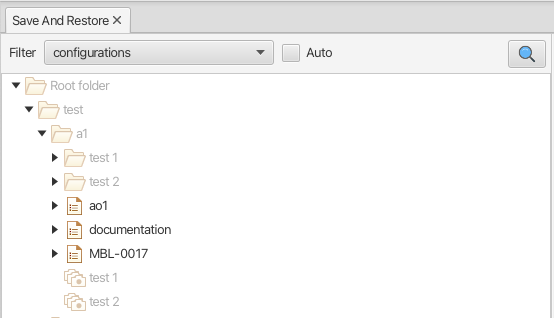 Save And Restore
Filter configurations Auto
Root folder
test
a1
test 1
test 2
ao1
documentation
MBL-0017
test 1
test 2